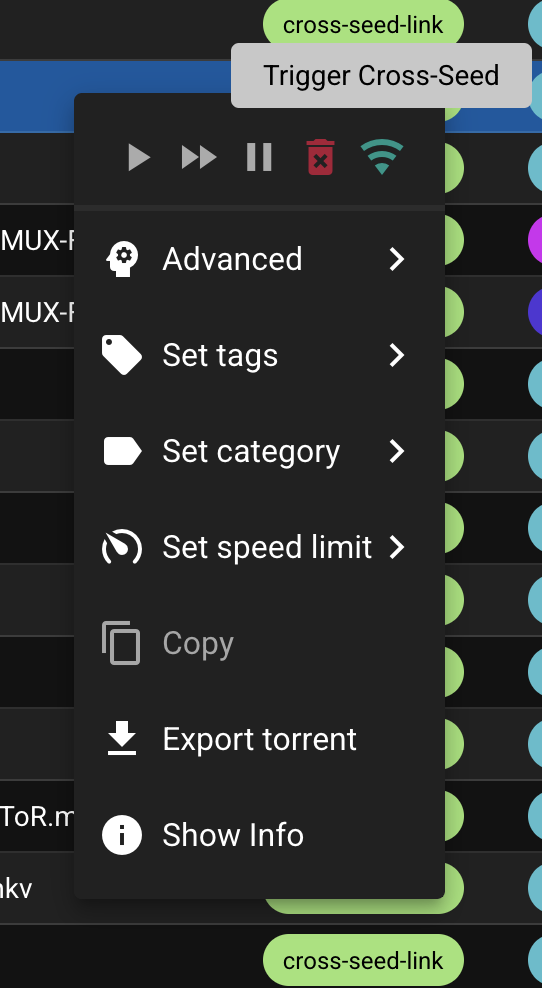 cross-seed-link
Trigger Cross-Seed
Advanced
MUX-F
Set tags
MUX-F
Set category
Set speed limit
Copy
Export torrent
ToR.m
Show Info
nkv
cross-seed-link